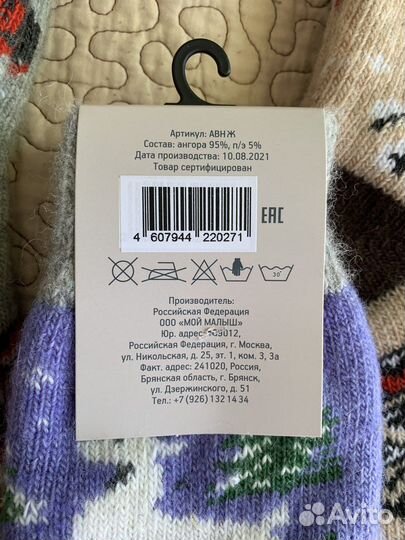 Артикул: АВН Ж
Состав: ангора 95%, п/э 5%
Дата производства: 10.08.2021
Товар сертифицирован
4 607944 220271
EAC
30°
Производитель:
Российская Федерация
ООО «МОЙ МАЛЫШ»
Юр. адрес: 109012,
Российская Федерация, г. Москва,
ул. Никольская, д. 25, эт. 1, ком. 3, 3а
Факт. адрес: 241020, Россия,
Брянская область, г. Брянск,
ул. Дзержинского, д. 51
Тел.: +7 (926) 132 14 34
Avito